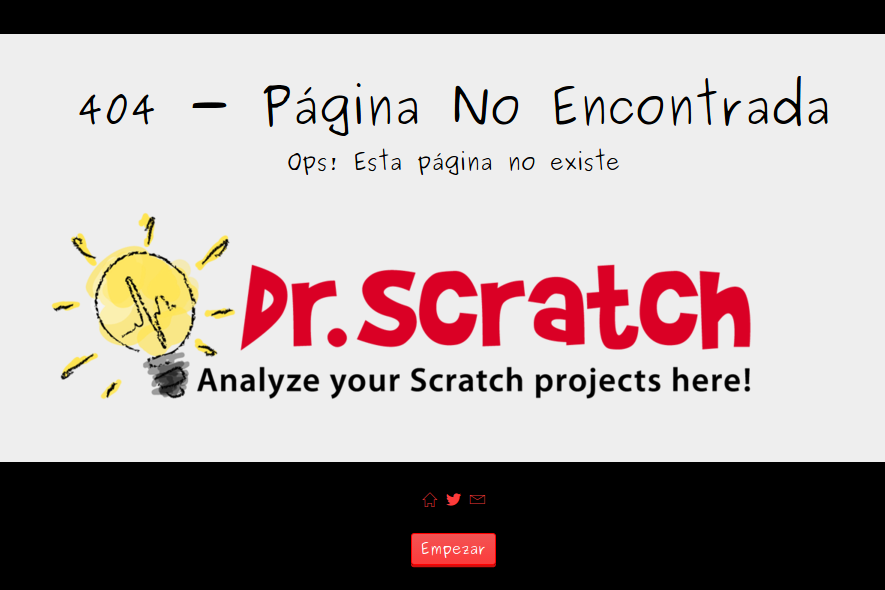 404 - Página No Encontrada
Ops! Esta página no existe
Dr.Scratch
Analyze your Scratch projects here!
Empezar